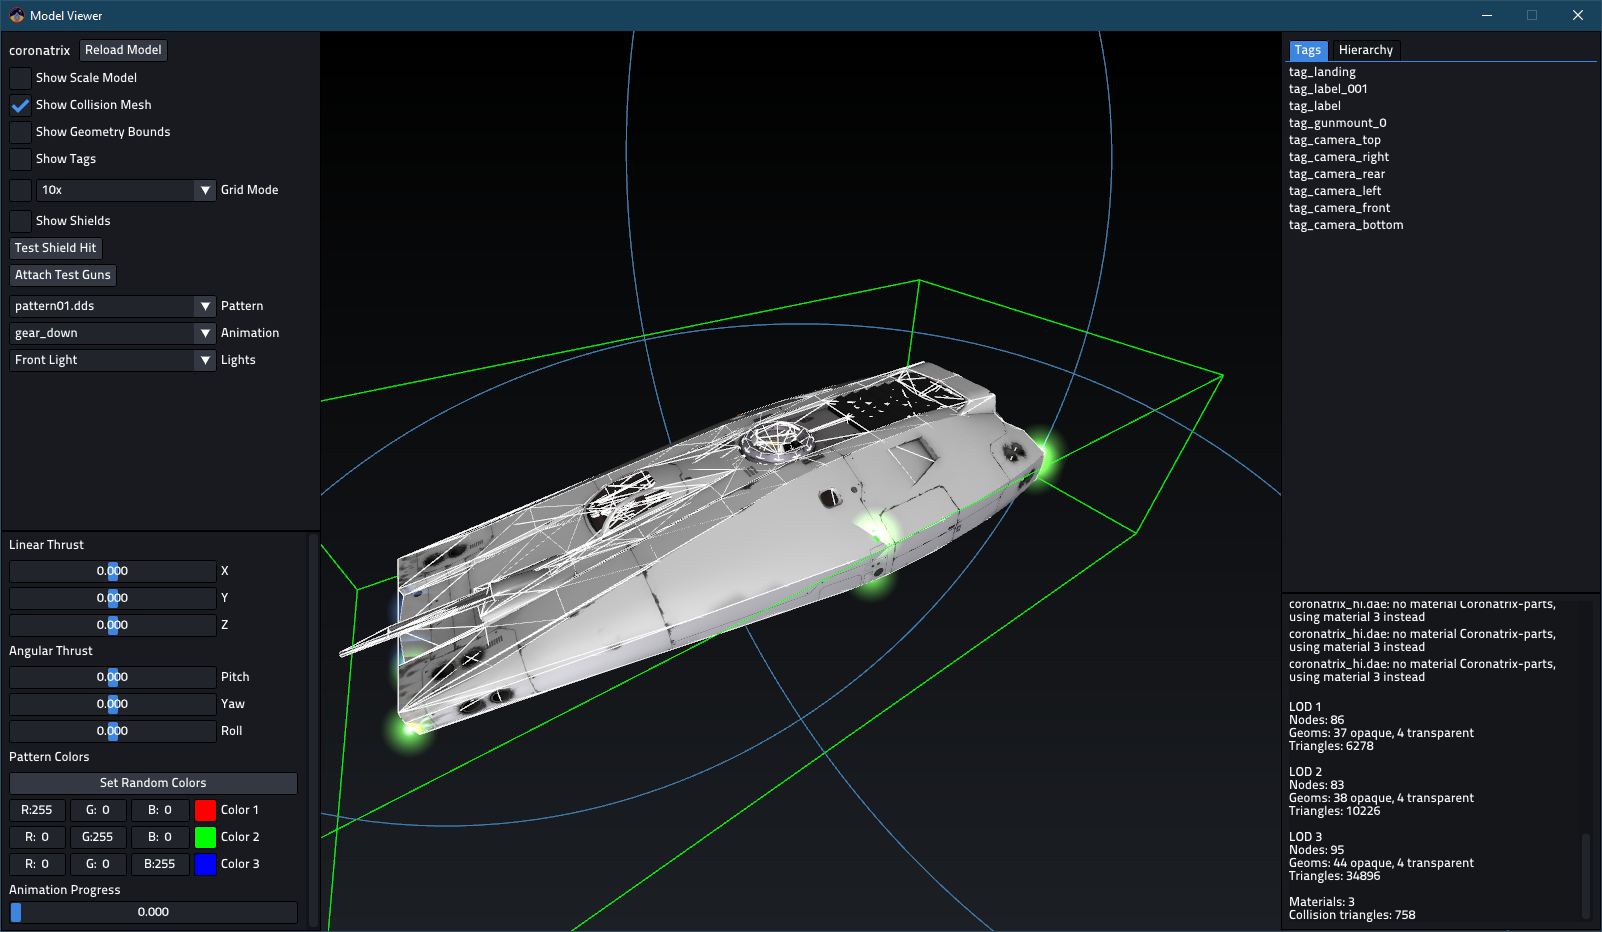 Model Viewer
coronatrix Reload Model
Show Scale Model
Show Collision Mesh
Show Geometry Bounds
Show Tags
10x Grid Mode
Show Shields
Test Shield Hit
Attach Test Guns
pattern01.dds Pattern
gear_down Animation
Front Light Lights
Linear Thrust
0.000 X
0.000 Y
0.000 Z
Angular Thrust
0.000 Pitch
0.000 Yaw
0.000 Roll
Pattern Colors
Set Random Colors
R:255 G: 0 B: 0 Color 1
R: 0 G:255 B: 0 Color 2
R: 0 G: 0 B:255 Color 3
Animation Progress
0.000
Tags Hierarchy
tag_landing
tag_label_001
tag_label
tag_gunmount_0
tag_camera_top
tag_camera_right
tag_camera_rear
tag_camera_left
tag_camera_front
tag_camera_bottom
coronatrix_hi.dae: no material Coronatrix-parts,
using material 3 instead
coronatrix_hi.dae: no material Coronatrix-parts,
using material 3 instead
coronatrix_hi.dae: no material Coronatrix-parts,
using material 3 instead
LOD 1
Nodes: 86
Geoms: 37 opaque, 4 transparent
Triangles: 6278
LOD 2
Nodes: 83
Geoms: 38 opaque, 4 transparent
Triangles: 10226
LOD 3
Nodes: 95
Geoms: 44 opaque, 4 transparent
Triangles: 34896
Materials: 3
Collision triangles: 758